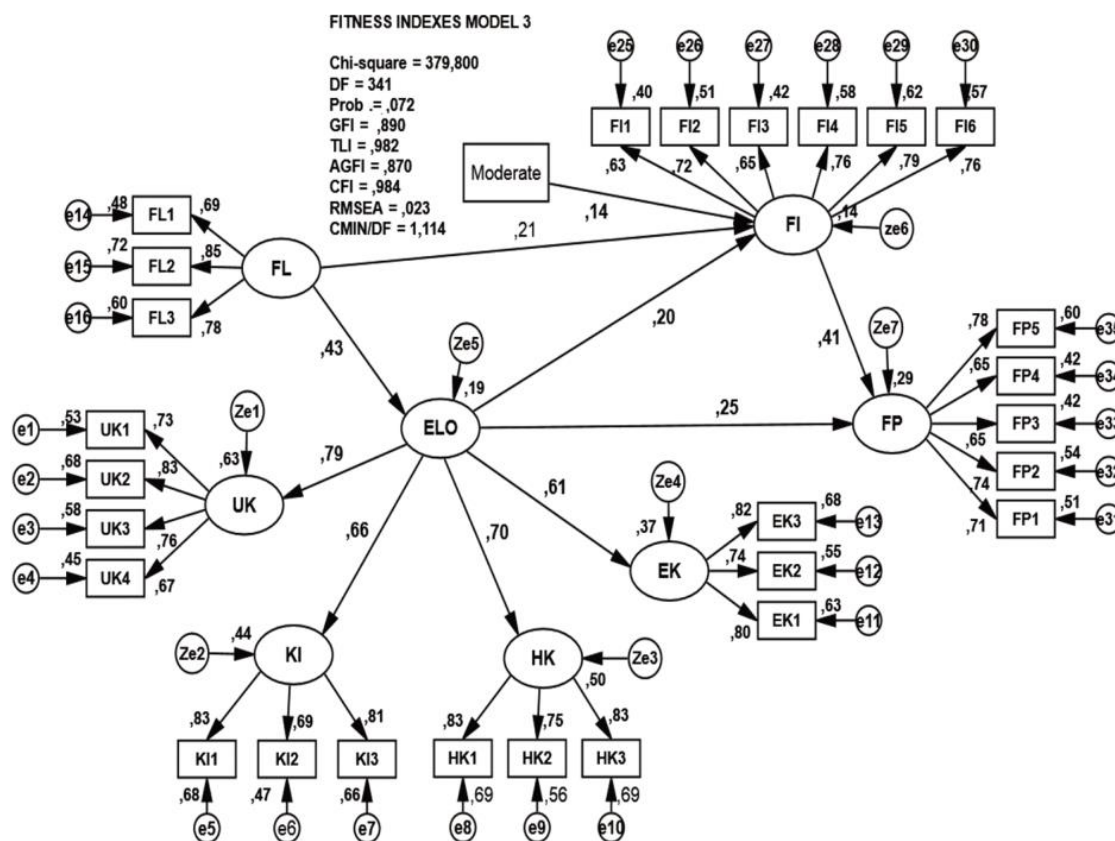 FITNESS INDEXES MODEL 3
Chi-square = 379,800
DF = 341
Prob .= ,072
GFI = ,890
TLI = ,982
AGFI = ,870
CFI = ,984
RMSEA = ,023
CMIN/DF = 1,114
e25 e26 e27 e28 e29 e30
,40 ,51 ,42 ,58 ,62 ,57
FI1 FI2 FI3 FI4 FI5 FI6
,63 ,72 ,65 ,76 ,79 ,76
Moderate
,14
,21
FI
,14
ze6
e14 ,48 FL1 ,69
e15 ,72 FL2 ,85
e16 ,60 FL3 ,78
FL
,43
,20
,41
Ze5
,19
ELO
,25
Ze7
,29
FP
,78 FP5 ,60 e35
,65 FP4 ,42 e34
FP3 ,42 e33
,65 FP2 ,54 e32
,74
,71 FP1 ,51 e31
Ze1
,63
UK
,79
e1 ,53 UK1 ,73
e2 ,68 UK2 ,83
e3 ,58 UK3 ,76
e4 ,45 UK4 ,67
,66
,70
,61
Ze4
,37
EK
,82 EK3 ,68 e13
,74 EK2 ,55 e12
,80 EK1 ,63 e11
Ze2 ,44 KI
HK Ze3
,50
,83 ,69 ,81
KI1 KI2 KI3
,68 ,47 ,66
e5 e6 e7
,83 ,75 ,83
HK1 HK2 HK3
,69 ,56 ,69
e8 e9 e10